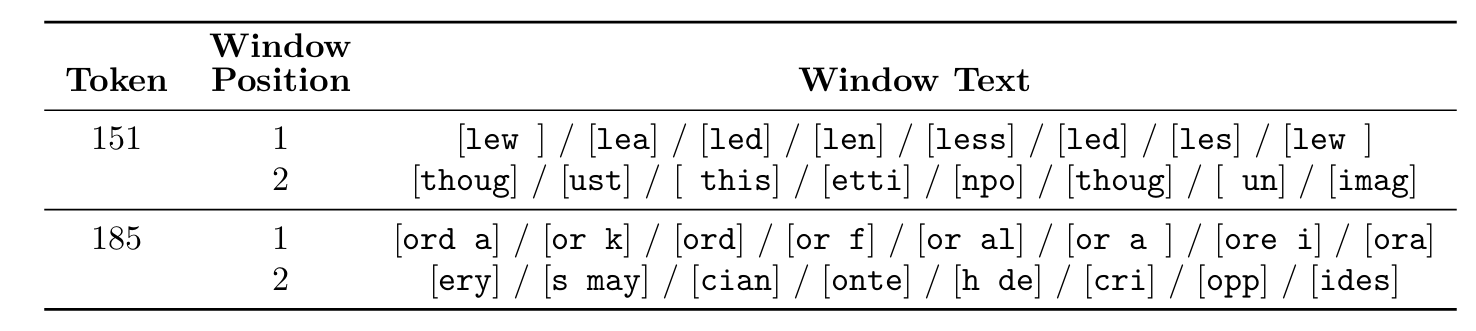 Window
Token Position Window Text
151 1 [lew ] / [lea] / [led] / [len] / [less] / [led] / [les] / [lew ]
2 [thoug] / [ust] / [ this] / [etti] / [npo] / [thoug] / [ un] / [imag]
185 1 [ord a] / [or k] / [ord] / [or f] / [or al] / [or a ] / [ore i] / [ora]
2 [ery] / [s may] / [cian] / [onte] / [h de] / [cri] / [opp] / [ides]